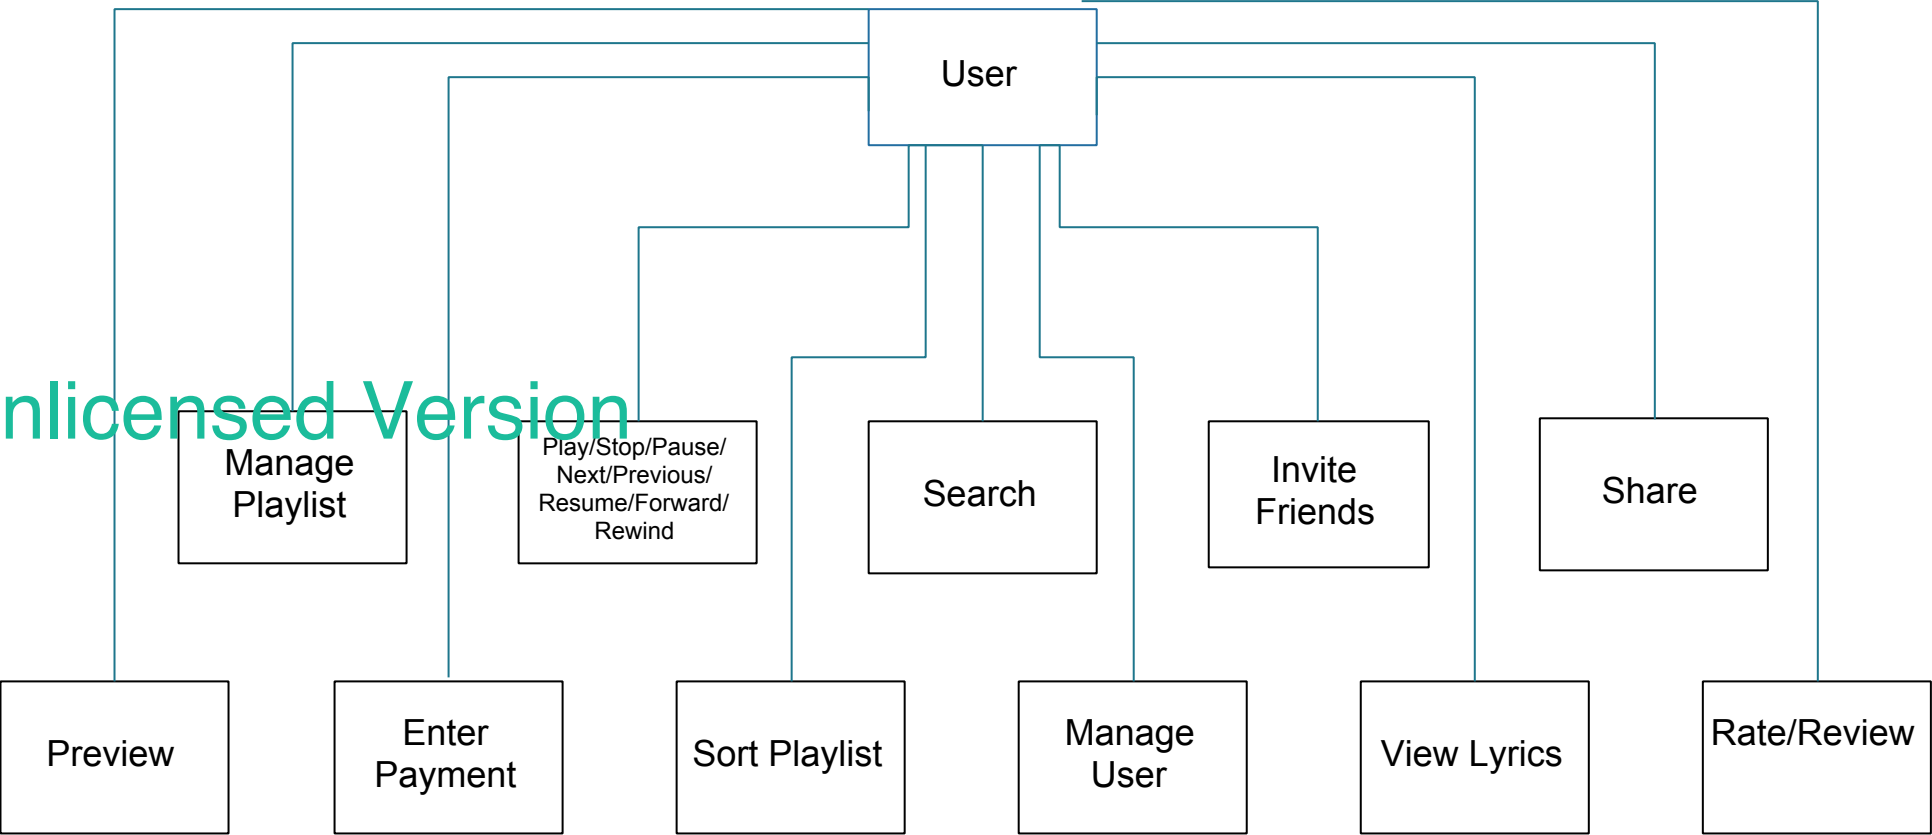 User
nlicensed Version
Manage
Playlist
Play/Stop/Pause/
Next/Previous/
Resume/Forward/
Rewind
Search
Invite
Friends
Share
Preview
Enter
Payment
Sort Playlist
Manage
User
View Lyrics
Rate/Review